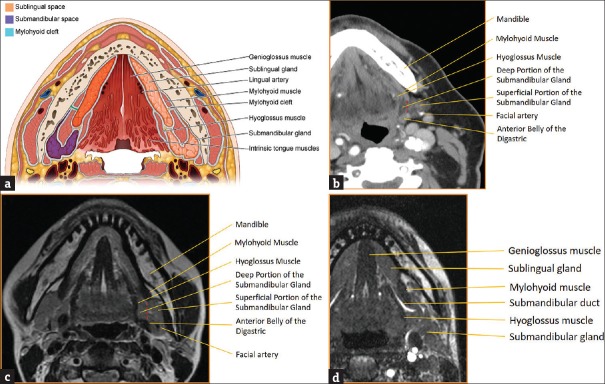 Sublingual space
Submandibular space
Mylohyoid cleft
Genioglossus muscle
Sublingual gland
Lingual artery
Mylohyoid muscle
Mylohyoid cleft
Hyoglossus muscle
Submandibular gland
Intrinsic tongue muscles
a
Mandible
Mylohyoid Muscle
Hyoglossus Muscle
Deep Portion of the
Submandibular Gland
Superficial Portion of the
Submandibular Gland
Facial artery
Anterior Belly of the
Digastric
b
Mandible
Mylohyoid Muscle
Hyoglossus Muscle
Deep Portion of the
Submandibular Gland
Superficial Portion of the
Submandibular Gland
Anterior Belly of the
Digastric
Facial artery
c
Genioglossus muscle
Sublingual gland
Mylohyoid muscle
Submandibular duct
Hyoglossus muscle
Submandibular gland
d